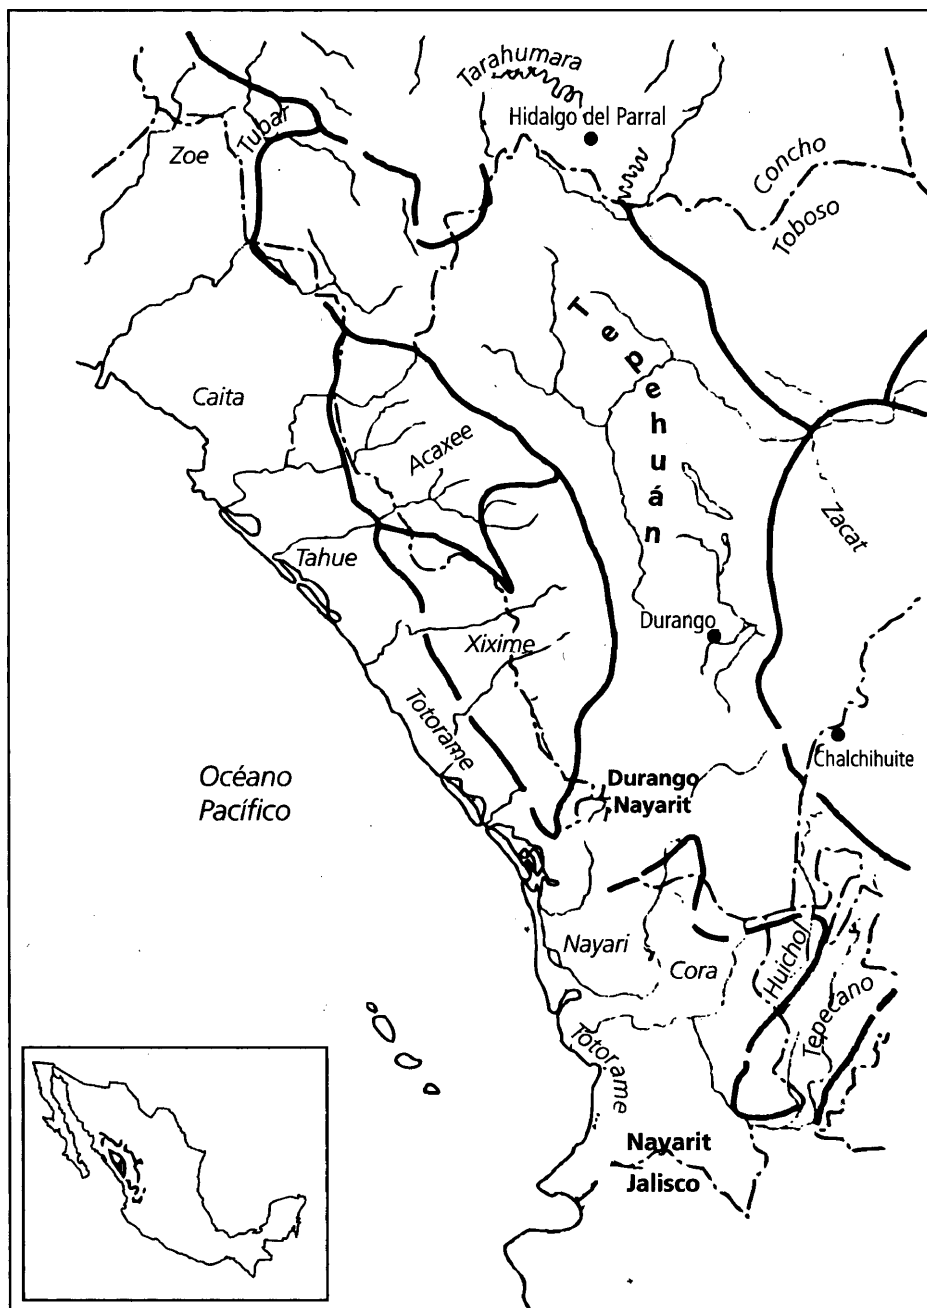 Tarahumara
Hidalgo del Parral
Tubar
Zoe
Concho
Toboso
Tepehuán
Caita
Acaxee
Zacat
Tahue
Durango
Xixime
Totorame
Chalchihuite
Océano
Pacífico
Durango
Nayarit
Nayari
Cora
Huichol
Tepecano
Totorame
Nayarit
Jalisco